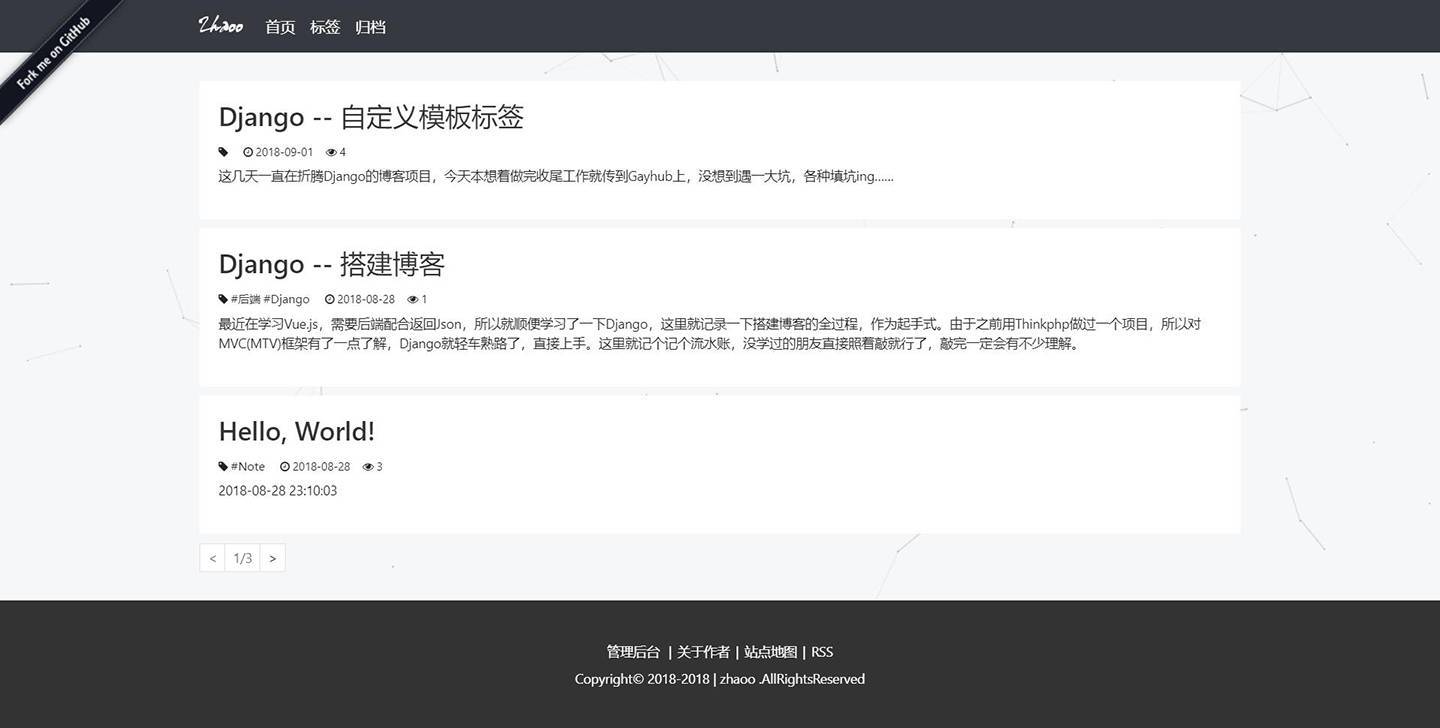 Fork me on GitHub
Zhaoo 首页 标签 归档
Django -- 自定义模板标签
2018-09-01 4
这几天一直在折腾Django的博客项目，今天本想着做完收尾工作就传到Gayhub上，没想到遇一大坑，各种填坑ing……
Django -- 搭建博客
#后端 #Django 2018-08-28 1
最近在学习Vue.js，需要后端配合返回Json，所以就顺便学习了一下Django，这里就记录一下搭建博客的全过程，作为起手式。由于之前用Thinkphp做过一个项目，所以对
MVC(MTV)框架有了一点了解，Django就轻车熟路了，直接上手。这里就记个记个流水账，没学过的朋友直接照着敲就行了，敲完一定会有不少理解。
Hello, World!
#Note 2018-08-28 3
2018-08-28 23:10:03
< 1/3 >
管理后台 | 关于作者 | 站点地图 | RSS
Copyright© 2018-2018 | zhaoo .AllRightsReserved